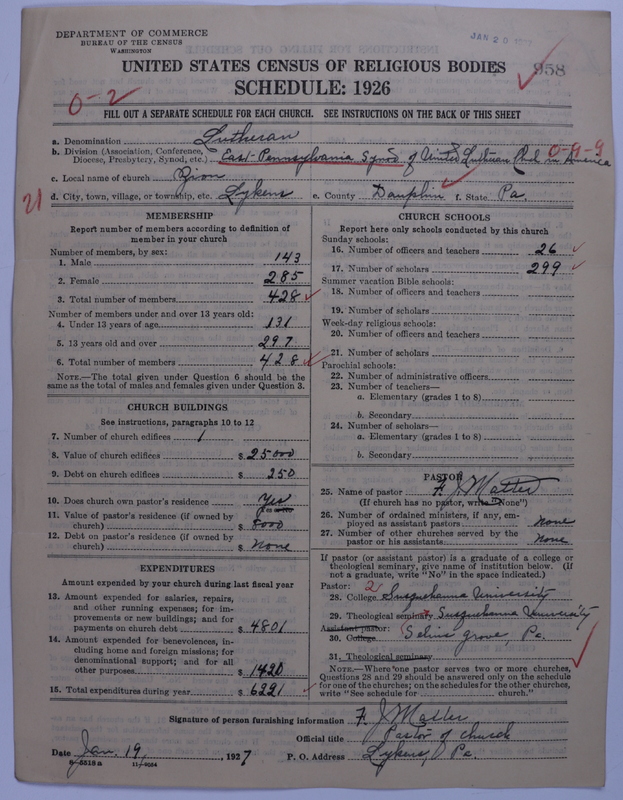 DEPARTMENT OF COMMERCE
BUREAU OF THE CENSUS
WASHINGTON
JAN 20 1927
958
UNITED STATES CENSUS OF RELIGIOUS BODIES
SCHEDULE: 1926
0-2
FILL OUT A SEPARATE SCHEDULE FOR EACH CHURCH. SEE INSTRUCTIONS ON THE BACK OF THIS SHEET
a. Denomination Lutheran
b. Division (Association, Conference, Diocese, Presbytery, Synod, etc.) East Pennsylvania Synod of United Lutheran Chd. in America
0-9-9
c. Local name of church Zion
21
d. City, town, village, or township, etc. Lykens e. County Dauphin f. State Pa.
MEMBERSHIP
Report number of members according to definition of
member in your church
Number of members, by sex:
1. Male 143
2. Female 285
3. Total number of members 428
Number of members under and over 13 years old:
4. Under 13 years of age 131
5. 13 years old and over 297
6. Total number of members 428
NOTE.—The total given under Question 6 should be the
same as the total of males and females given under Question 3.
CHURCH BUILDINGS
See instructions, paragraphs 10 to 12
7. Number of church edifices 1
8. Value of church edifices $ 25000
9. Debt on church edifices $ 250
10. Does church own pastor's residence Yes
11. Value of pastor's residence (if owned by
church) $ 8000
12. Debt on pastor's residence (if owned by
church) $ None
EXPENDITURES
Amount expended by your church during last fiscal year
13. Amount expended for salaries, repairs,
and other running expenses; for im-
provements or new buildings; and for
payments on church debt $ 4801
14. Amount expended for benevolences, in-
cluding home and foreign missions; for
denominational support; and for all
other purposes $ 1420
15. Total expenditures during year $ 6221
CHURCH SCHOOLS
Report here only schools conducted by this church
Sunday schools:
16. Number of officers and teachers 26
17. Number of scholars 299
Summer vacation Bible schools:
18. Number of officers and teachers
19. Number of scholars
Week-day religious schools:
20. Number of officers and teachers
21. Number of scholars
Parochial schools:
22. Number of administrative officers
23. Number of teachers—
a. Elementary (grades 1 to 8)
b. Secondary
24. Number of scholars—
a. Elementary (grades 1 to 8)
b. Secondary
PASTOR
25. Name of pastor F. J. Matter
(If church has no pastor, write "None")
26. Number of ordained ministers, if any, em-
ployed as assistant pastors None
27. Number of other churches served by the
pastor or his assistants None
If pastor (or assistant pastor) is a graduate of a college or
theological seminary, give name of institution below. (If
not a graduate, write "No" in the space indicated.)
Pastor: 2
28. College Susquehanna University
29. Theological seminary Susquehanna University
Assistant pastor:
30. College Selinsgrove, Pa.
31. Theological seminary
NOTE.—Where one pastor serves two or more churches,
Questions 28 and 29 should be answered only on the schedule
for one of the churches; on the schedules for the other churches,
write "See schedule for church."
Signature of person furnishing information F. J. Matter
Official title Pastor of church
Date Jan. 19, 1927 P. O. Address Lykens, Pa.
8-5518 a 11-9034